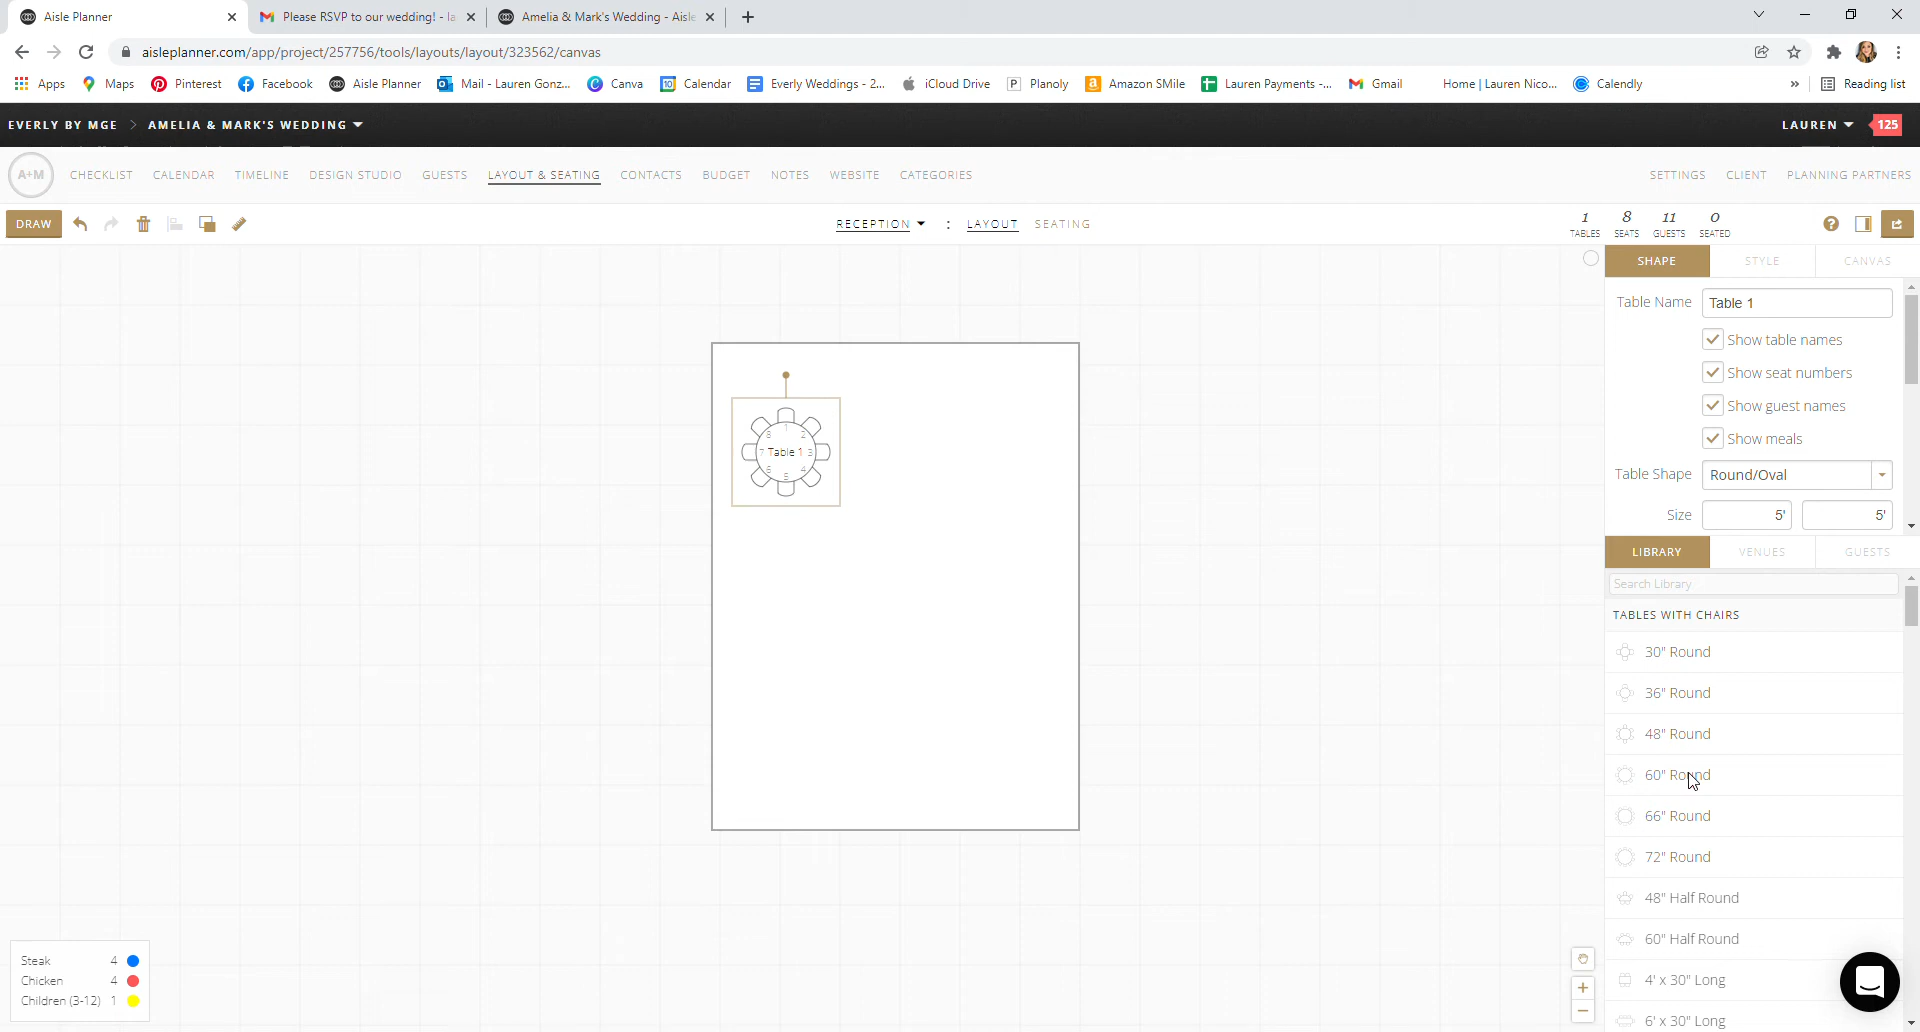 Aisle Planner
Please RSVP to our wedding! - la
Amelia & Mark's Wedding - Aisle
aisleplanner.com/app/project/257756/tools/layouts/layout/323562/canvas
Apps Maps Pinterest Facebook Aisle Planner Mail - Lauren Gonz... Canva Calendar Everly Weddings - 2... iCloud Drive Planoly Amazon SMile Lauren Payments -... Gmail Home | Lauren Nico... Calendly » Reading list
EVERLY BY MGE > AMELIA & MARK'S WEDDING LAUREN 125
A+M CHECKLIST CALENDAR TIMELINE DESIGN STUDIO GUESTS LAYOUT & SEATING CONTACTS BUDGET NOTES WEBSITE CATEGORIES SETTINGS CLIENT PLANNING PARTNERS
DRAW RECEPTION : LAYOUT SEATING
1 8 11 0
TABLES SEATS GUESTS SEATED
?
SHAPE STYLE CANVAS
Table Name Table 1
Show table names
Show seat numbers
Show guest names
Show meals
Table Shape Round/Oval
Size 5' 5'
LIBRARY VENUES GUESTS
Search Library
TABLES WITH CHAIRS
30" Round
36" Round
48" Round
60" Round
66" Round
72" Round
48" Half Round
60" Half Round
4' x 30" Long
6' x 30" Long
1
8 2
7 Table 1 3
6 4
5
Steak 4
Chicken 4
Children (3-12) 1
+
−